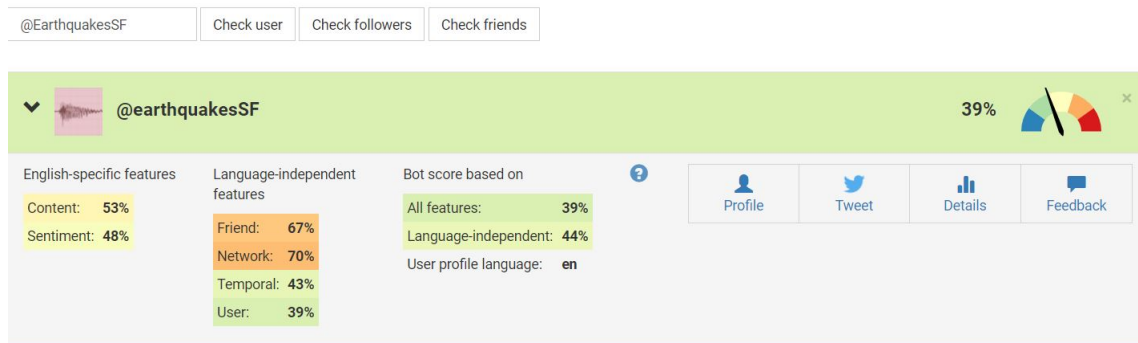 @EarthquakesSF
Check user
Check followers
Check friends
@earthquakesSF
39%
×
English-specific features
Content: 53%
Sentiment: 48%
Language-independent
features
Friend: 67%
Network: 70%
Temporal: 43%
User: 39%
Bot score based on
All features: 39%
Language-independent: 44%
User profile language: en
?
Profile
Tweet
Details
Feedback